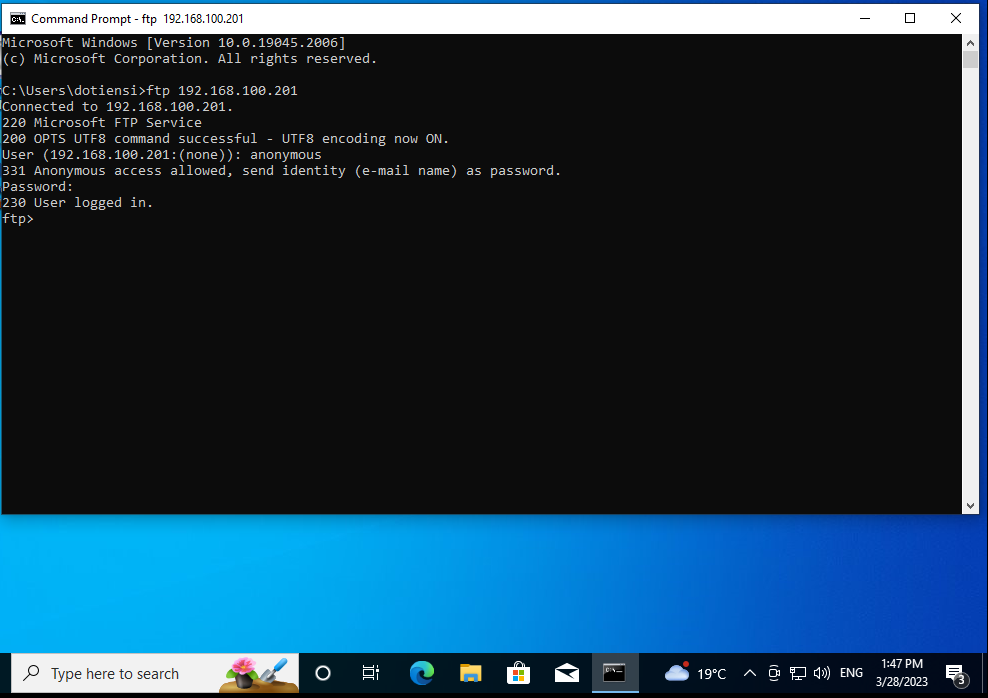 Command Prompt - ftp 192.168.100.201
Microsoft Windows [Version 10.0.19045.2006]
(c) Microsoft Corporation. All rights reserved.
C:\Users\dotiensi>ftp 192.168.100.201
Connected to 192.168.100.201.
220 Microsoft FTP Service
200 OPTS UTF8 command successful - UTF8 encoding now ON.
User (192.168.100.201:(none)): anonymous
331 Anonymous access allowed, send identity (e-mail name) as password.
Password:
230 User logged in.
ftp>
Type here to search
19°C
ENG
1:47 PM
3/28/2023
3